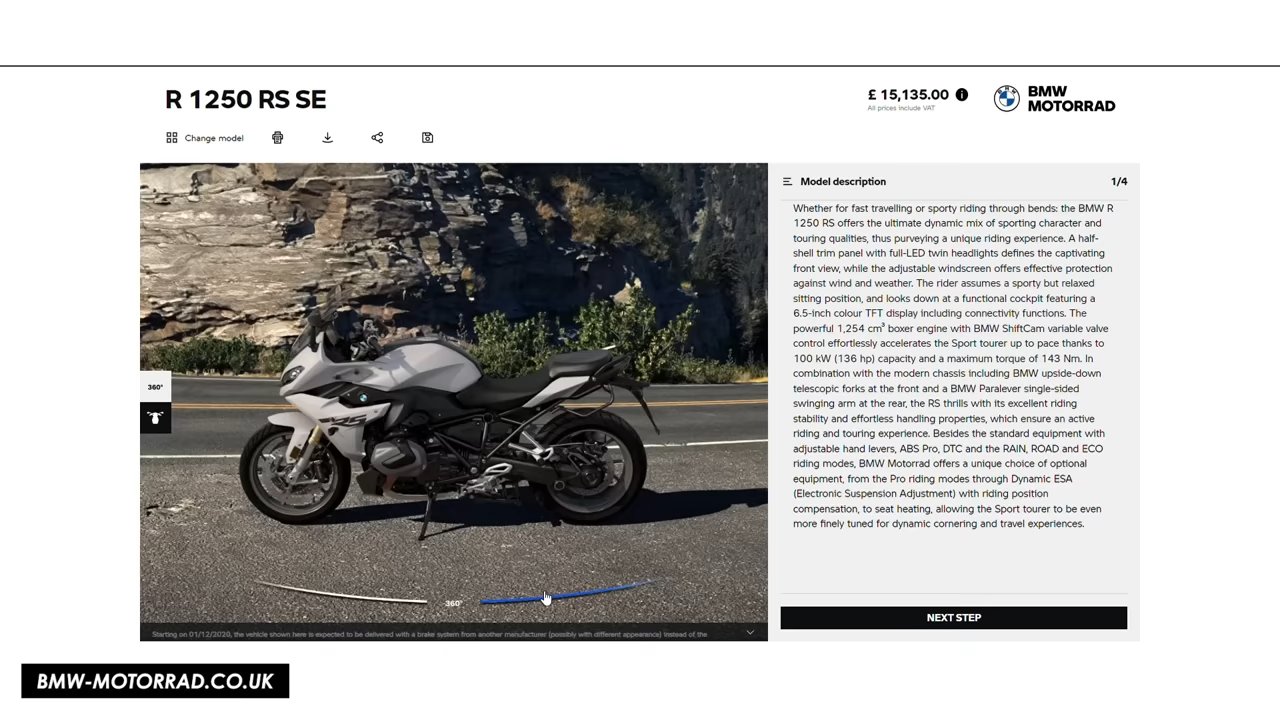 R 1250 RS SE
£ 15,135.00 i
All prices include VAT
BMW
MOTORRAD
Change model
Model description
1/4
Whether for fast travelling or sporty riding through bends: the BMW R
1250 RS offers the ultimate dynamic mix of sporting character and
touring qualities, thus purveying a unique riding experience. A half-
shell trim panel with full-LED twin headlights defines the captivating
front view, while the adjustable windscreen offers effective protection
against wind and weather. The rider assumes a sporty but relaxed
sitting position, and looks down at a functional cockpit featuring a
6.5-inch colour TFT display including connectivity functions. The
powerful 1,254 cm³ boxer engine with BMW ShiftCam variable valve
control effortlessly accelerates the Sport tourer up to pace thanks to
100 kW (136 hp) capacity and a maximum torque of 143 Nm. In
combination with the modern chassis including BMW upside-down
telescopic forks at the front and a BMW Paralever single-sided
swinging arm at the rear, the RS thrills with its excellent riding
stability and effortless handling properties, which ensure an active
riding and touring experience. Besides the standard equipment with
adjustable hand levers, ABS Pro, DTC and the RAIN, ROAD and ECO
riding modes, BMW Motorrad offers a unique choice of optional
equipment, from the Pro riding modes through Dynamic ESA
(Electronic Suspension Adjustment) with riding position
compensation, to seat heating, allowing the Sport tourer to be even
more finely tuned for dynamic cornering and travel experiences.
360°
RS
360°
Starting on 01/12/2020, the vehicle shown here is expected to be delivered with a brake system from another manufacturer (possibly with different appearance) instead of the
NEXT STEP
BMW-MOTORRAD.CO.UK